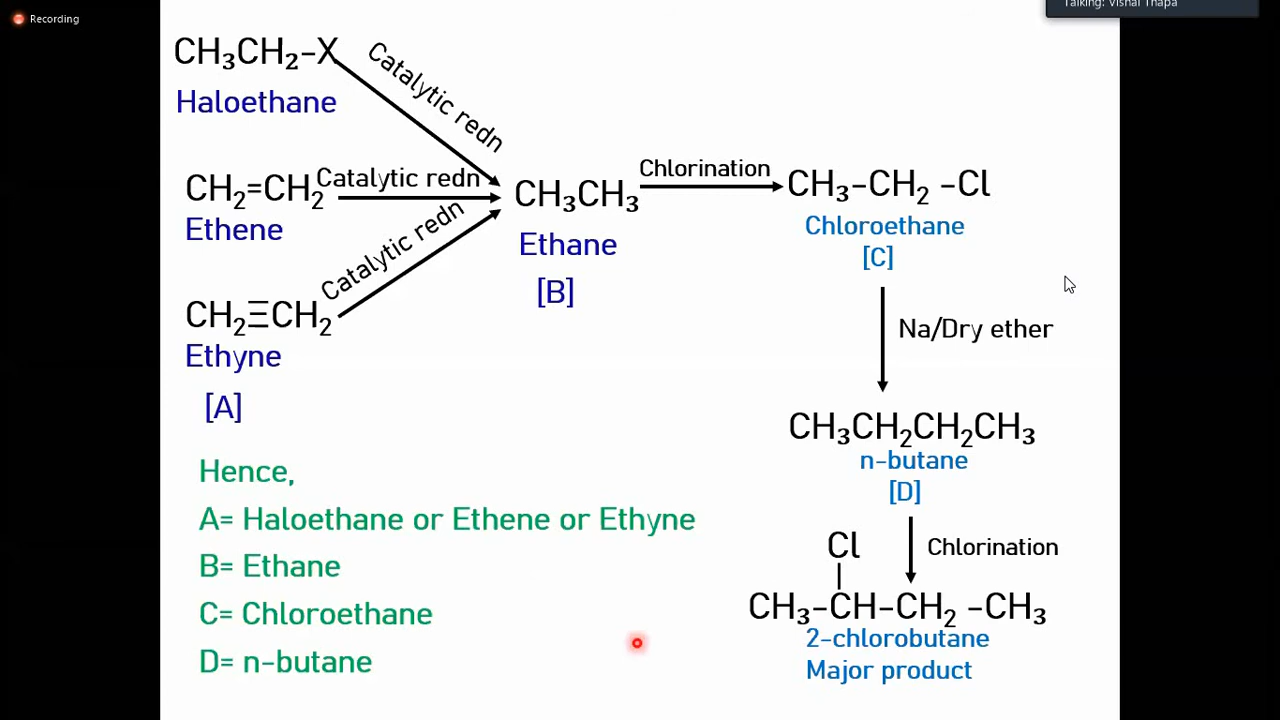 Recording
Talking: Vishal Thapa
CH₃CH₂-X
Haloethane
Catalytic redn
CH₂=CH₂
Ethene
Catalytic redn
CH₂≡CH₂
Ethyne
[A]
Catalytic redn
CH₃CH₃
Ethane
[B]
Chlorination
CH₃-CH₂ -Cl
Chloroethane
[C]
Na/Dry ether
CH₃CH₂CH₂CH₃
n-butane
[D]
Chlorination
Cl
CH₃-CH-CH₂ -CH₃
2-chlorobutane
Major product
Hence,
A= Haloethane or Ethene or Ethyne
B= Ethane
C= Chloroethane
D= n-butane